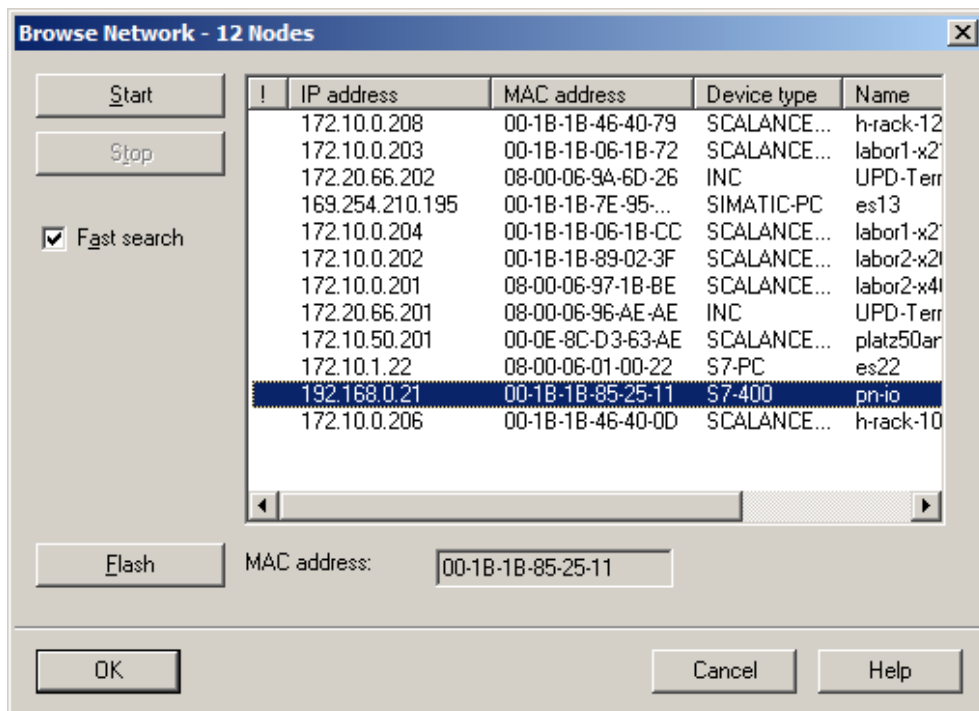 Browse Network - 12 Nodes
Start
Stop
Fast search
! IP address MAC address Device type Name
172.10.0.208 00-1B-1B-46-40-79 SCALANCE... h-rack-12
172.10.0.203 00-1B-1B-06-1B-72 SCALANCE... labor1-x2
172.20.66.202 08-00-06-9A-6D-26 INC UPD-Terr
169.254.210.195 00-1B-1B-7E-95-... SIMATIC-PC es13
172.10.0.204 00-1B-1B-06-1B-CC SCALANCE... labor1-x2
172.10.0.202 00-1B-1B-89-02-3F SCALANCE... labor2-x2
172.10.0.201 08-00-06-97-1B-BE SCALANCE... labor2-x4
172.20.66.201 08-00-06-96-AE-AE INC UPD-Terr
172.10.50.201 00-0E-8C-D3-63-AE SCALANCE... platz50ar
172.10.1.22 08-00-06-01-00-22 S7-PC es22
192.168.0.21 00-1B-1B-85-25-11 S7-400 pn-io
172.10.0.206 00-1B-1B-46-40-0D SCALANCE... h-rack-10
Flash
MAC address: 00-1B-1B-85-25-11
OK Cancel Help